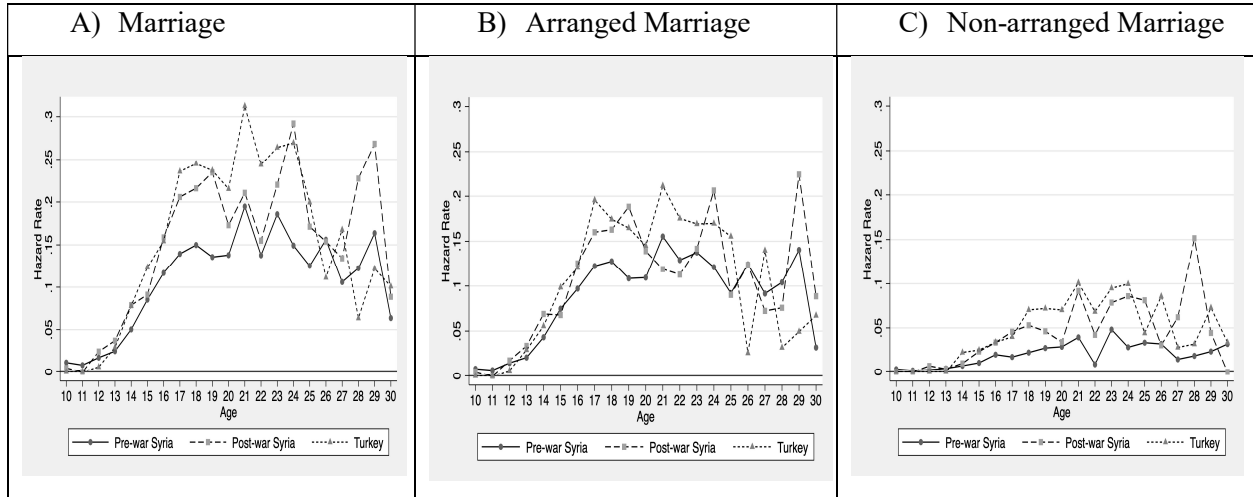 A) Marriage
B) Arranged Marriage
C) Non-arranged Marriage
Hazard Rate
.3
.25
.2
.15
.1
.05
0
10 11 12 13 14 15 16 17 18 19 20 21 22 23 24 25 26 27 28 29 30
Age
Pre-war Syria Post-war Syria Turkey
Hazard Rate
.3
.25
.2
.15
.1
.05
0
10 11 12 13 14 15 16 17 18 19 20 21 22 23 24 25 26 27 28 29 30
Age
Pre-war Syria Post-war Syria Turkey
Hazard Rate
.3
.25
.2
.15
.1
.05
0
10 11 12 13 14 15 16 17 18 19 20 21 22 23 24 25 26 27 28 29 30
Age
Pre-war Syria Post-war Syria Turkey